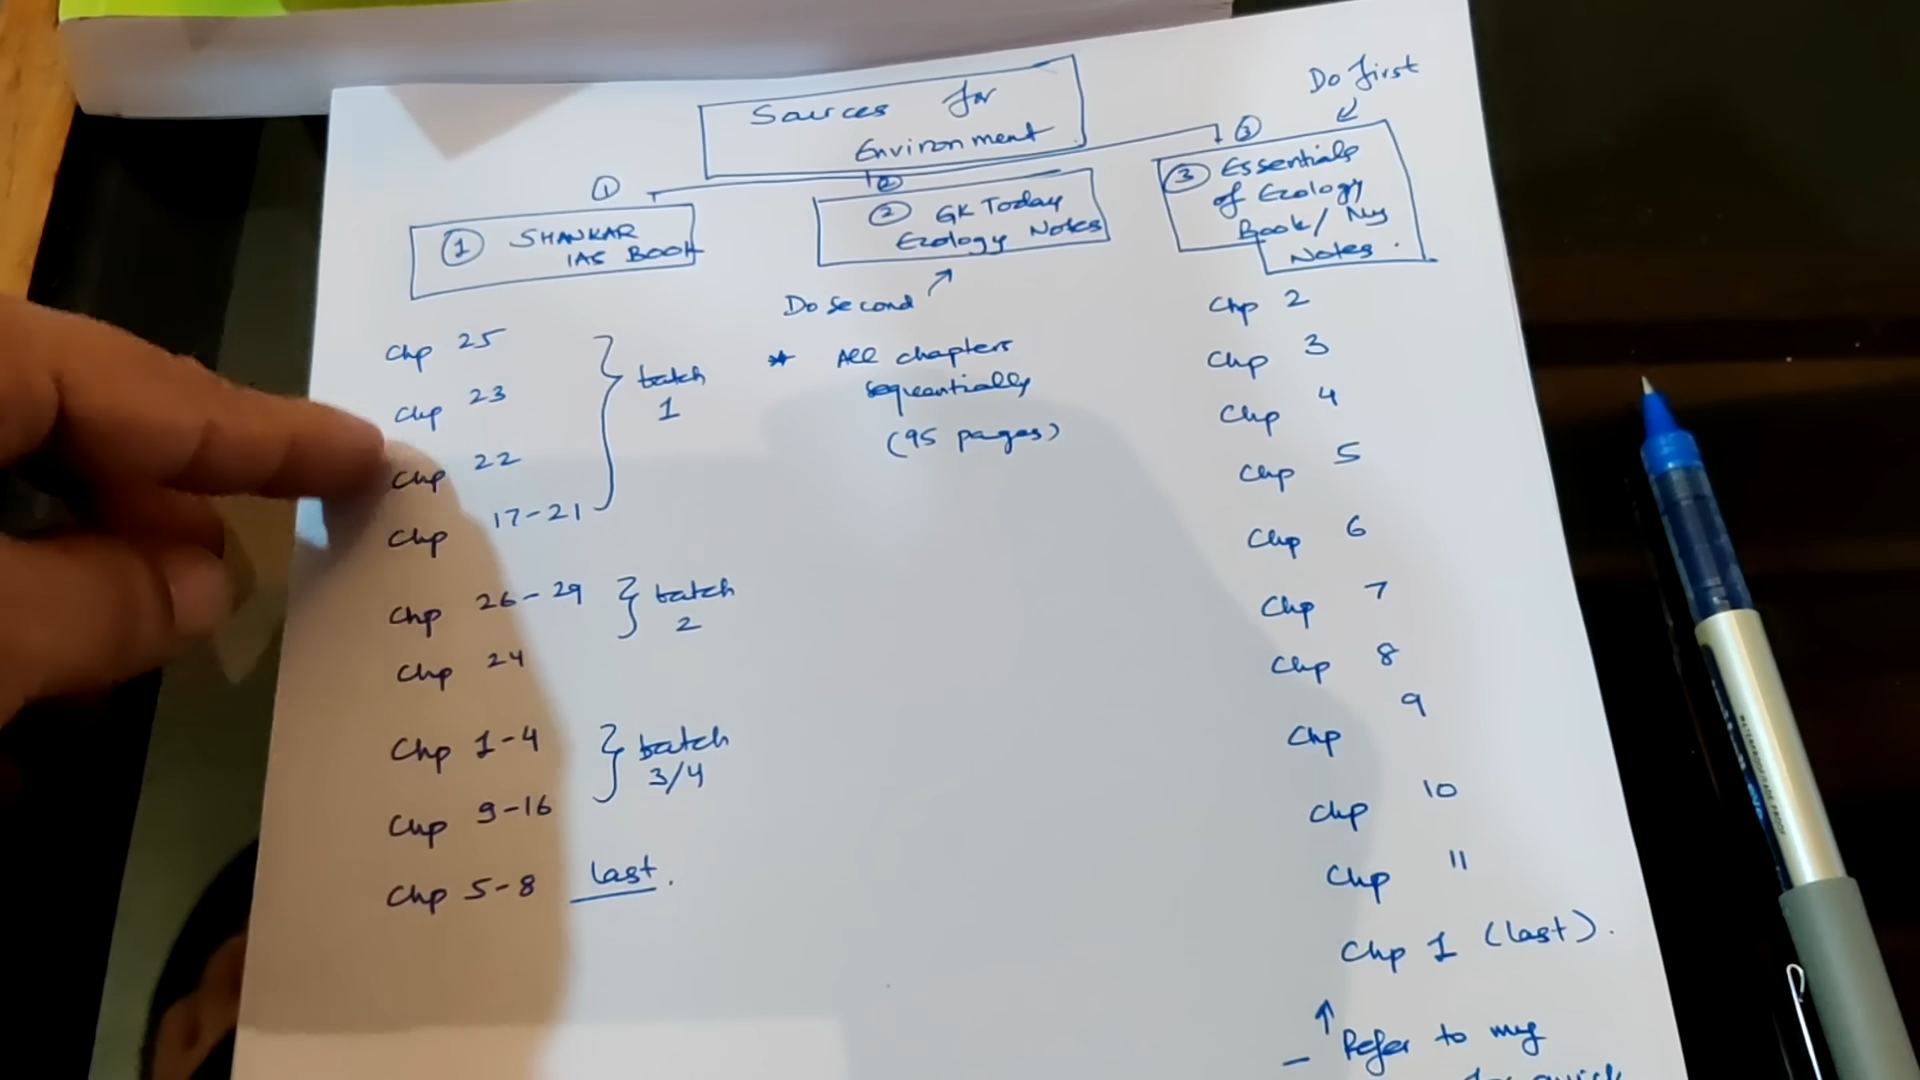 Sources for
Environment
Do first
①
②
③
① SHANKAR
IAS BOOK
② GK Today
Ecology Notes
③ Essentials
of Ecology
Book/ My
Notes.
Do second
Chp 25
Chp 23
Chp 22
Chp 17-21
batch
1
Chp 26-29
batch
2
Chp 24
Chp 1-4
batch
3/4
Chp 9-16
Chp 5-8 last.
* All chapters
sequentially
(95 pages)
Chp 2
Chp 3
Chp 4
Chp 5
Chp 6
Chp 7
Chp 8
Chp 9
Chp 10
Chp 11
Chp 1 (last).
- Refer to my
quick